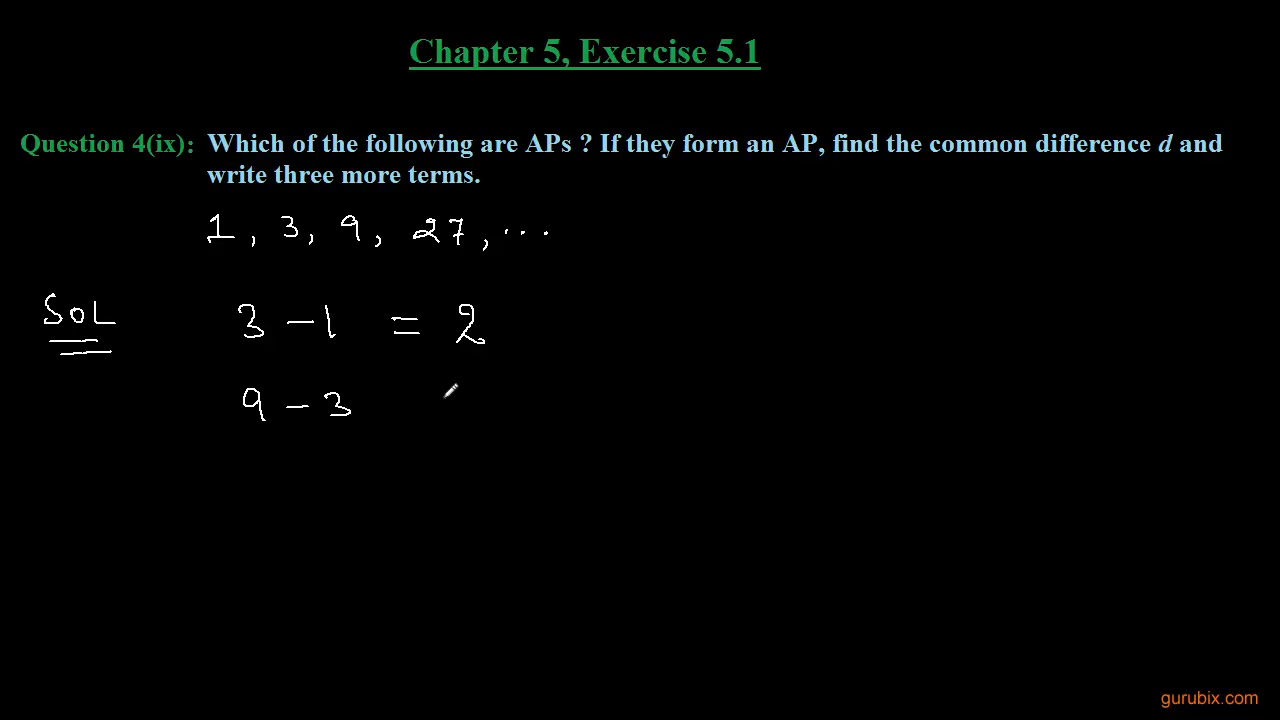 Chapter 5, Exercise 5.1
Question 4(ix): Which of the following are APs ? If they form an AP, find the common difference d and
write three more terms.
1, 3, 9, 27, ...
SOL 3 - 1 = 2
9 - 3
gurubix.com